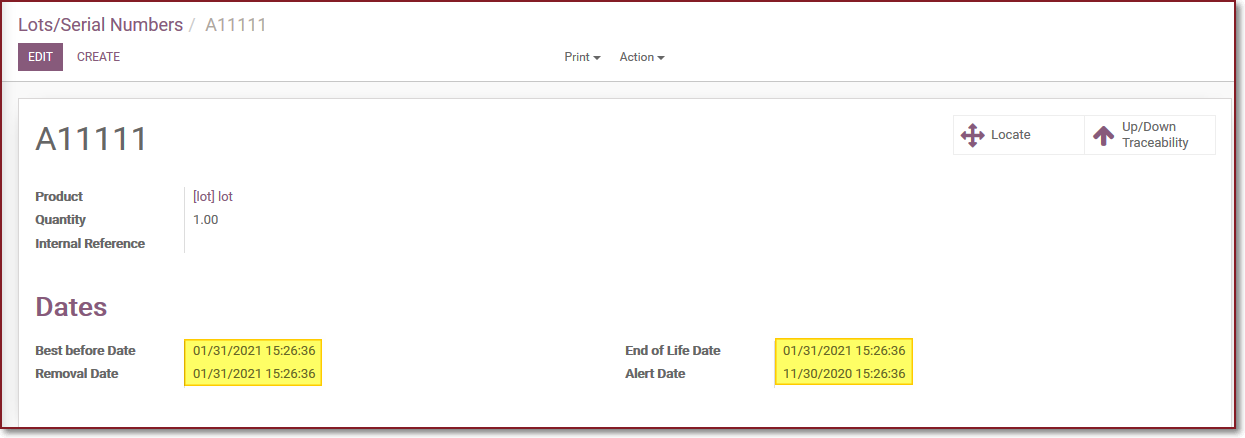 Lots/Serial Numbers / A11111
EDIT CREATE Print Action
A11111
Locate
Up/Down
Traceability
Product [lot] lot
Quantity 1.00
Internal Reference
Dates
Best before Date 01/31/2021 15:26:36 End of Life Date 01/31/2021 15:26:36
Removal Date 01/31/2021 15:26:36 Alert Date 11/30/2020 15:26:36